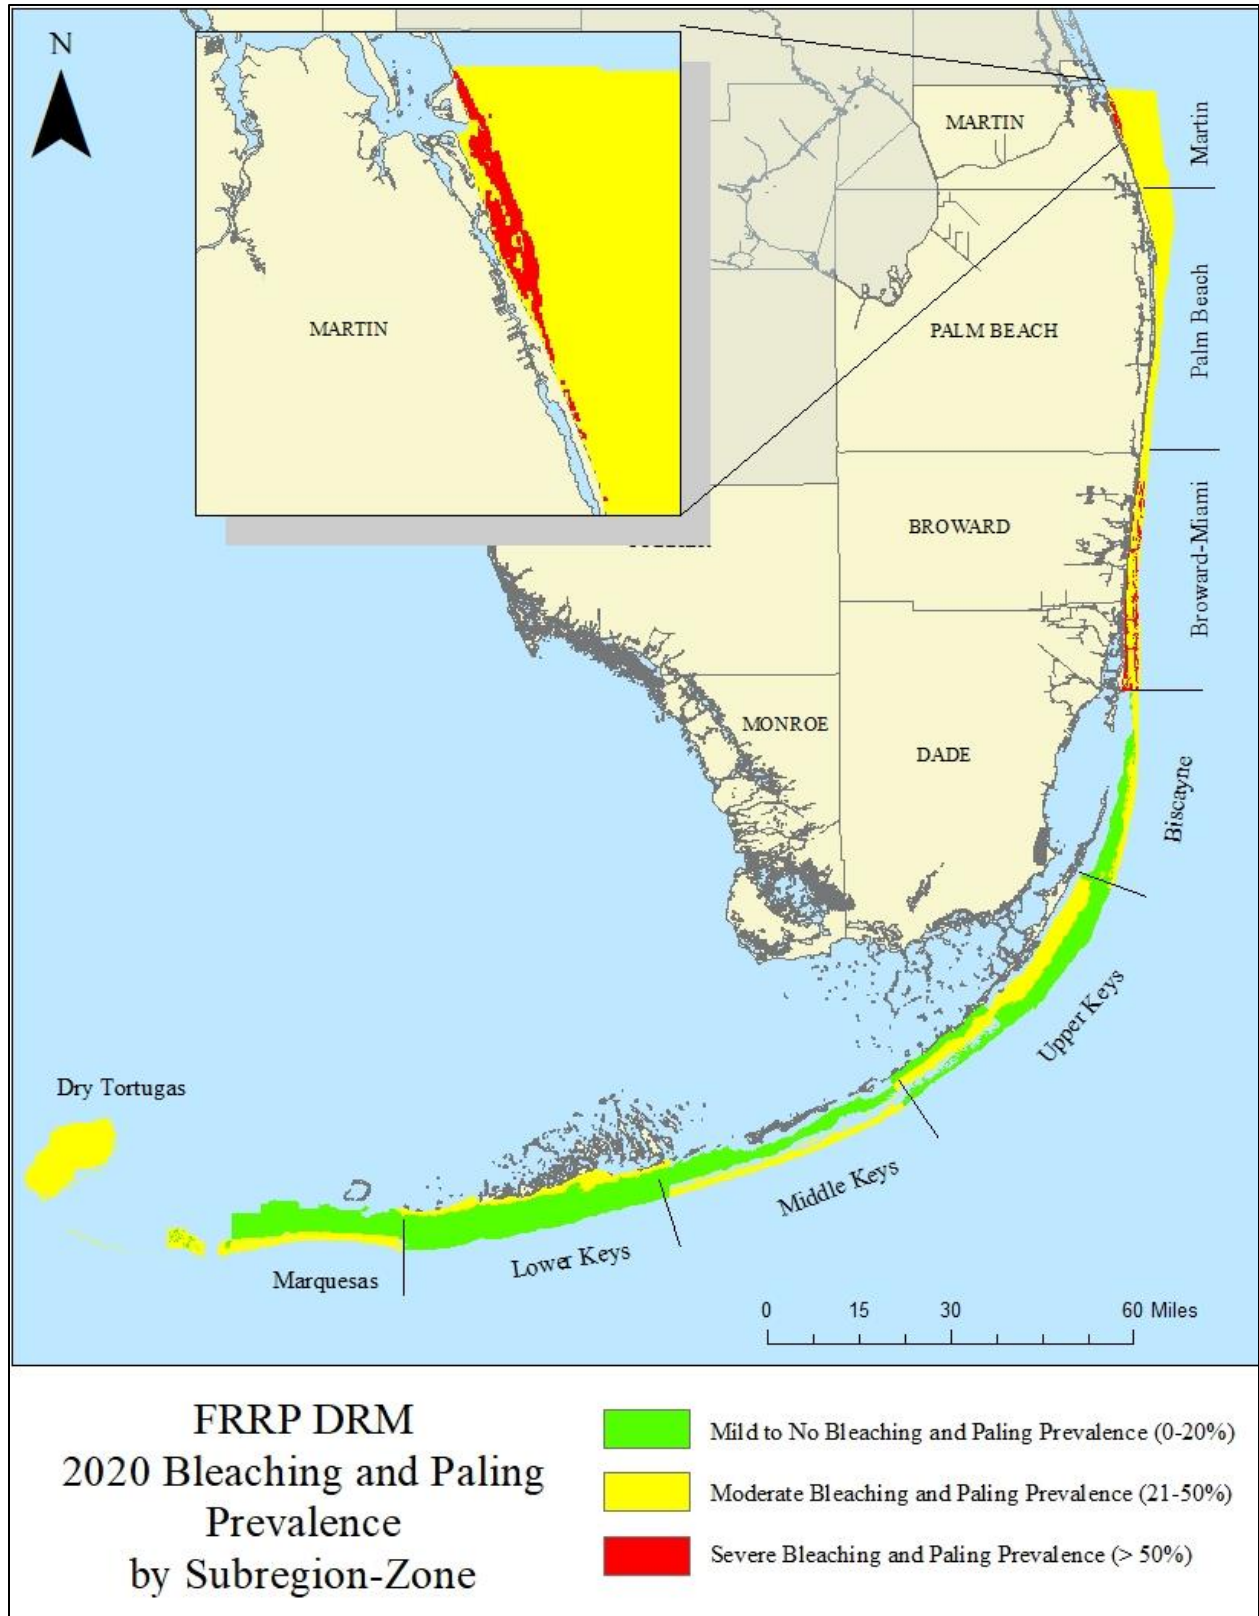 N
MARTIN
Martin
MARTIN
PALM BEACH
Palm Beach
BROWARD
Broward-Miami
MONROE
DADE
Biscayne
Upper Keys
Dry Tortugas
Middle Keys
Lower Keys
Marquesas
0 15 30 60 Miles
FRRP DRM
2020 Bleaching and Paling
Prevalence
by Subregion-Zone
Mild to No Bleaching and Paling Prevalence (0-20%)
Moderate Bleaching and Paling Prevalence (21-50%)
Severe Bleaching and Paling Prevalence (> 50%)